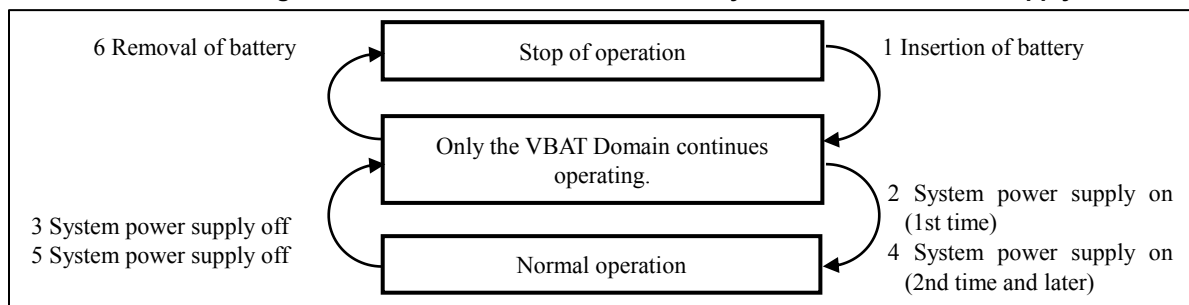 6 Removal of battery
Stop of operation
1 Insertion of battery
Only the VBAT Domain continues
operating.
3 System power supply off
5 System power supply off
2 System power supply on
(1st time)
Normal operation
4 System power supply on
(2nd time and later)